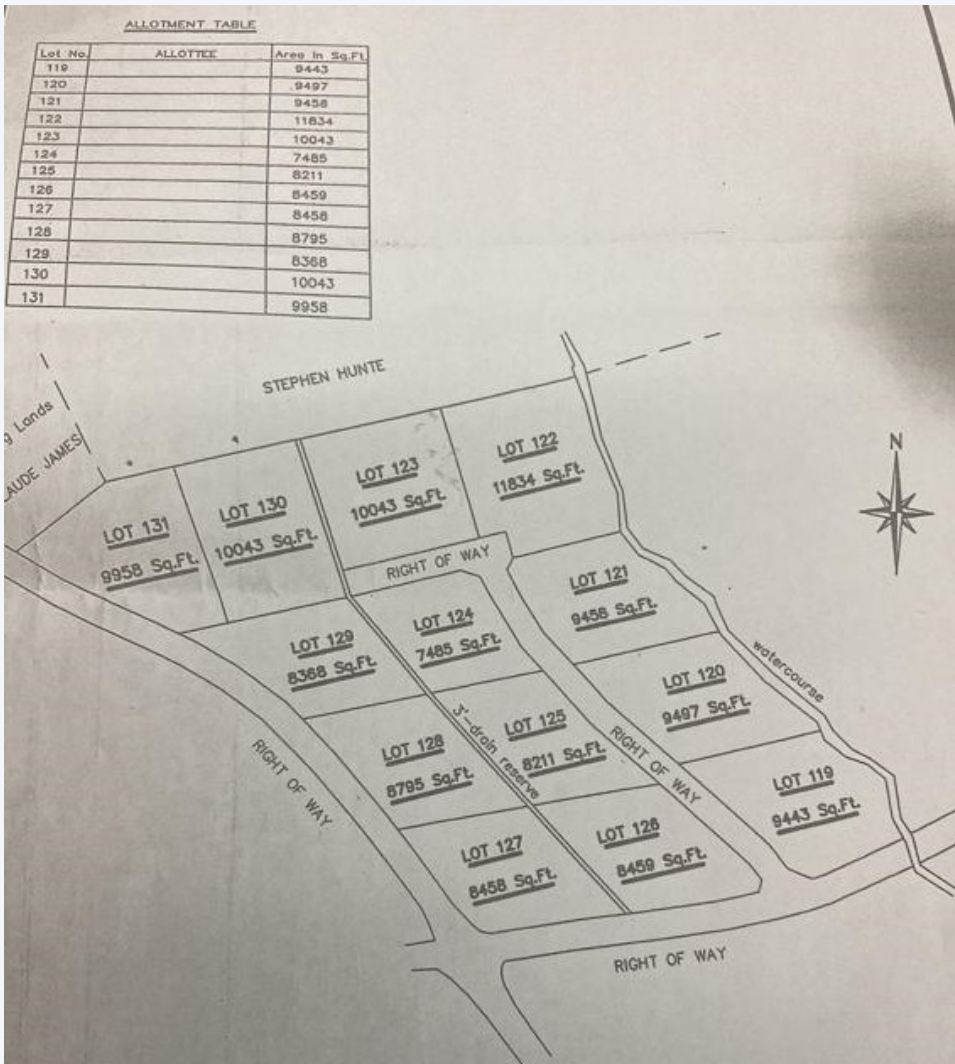 ALLOTMENT TABLE
Lot No. ALLOTTEE Area In Sq.Ft.
119 9443
120 9497
121 9458
122 11834
123 10043
124 7485
125 8211
126 8459
127 8458
128 8795
129 8368
130 10043
131 9958
STEPHEN HUNTE
Lands
JAMES
N
LOT 122
11834 Sq.Ft.
LOT 123
10043 Sq.Ft.
LOT 130
10043 Sq.Ft.
LOT 131
9958 Sq.Ft.
RIGHT OF WAY
LOT 121
9458 Sq.Ft.
LOT 124
7485 Sq.Ft.
LOT 129
8368 Sq.Ft.
watercourse
LOT 120
9497 Sq.Ft.
3'-drain reserve
LOT 125
8211 Sq.Ft.
RIGHT OF WAY
LOT 128
8795 Sq.Ft.
RIGHT OF WAY
LOT 119
9443 Sq.Ft.
LOT 126
8459 Sq.Ft.
LOT 127
8458 Sq.Ft.
RIGHT OF WAY